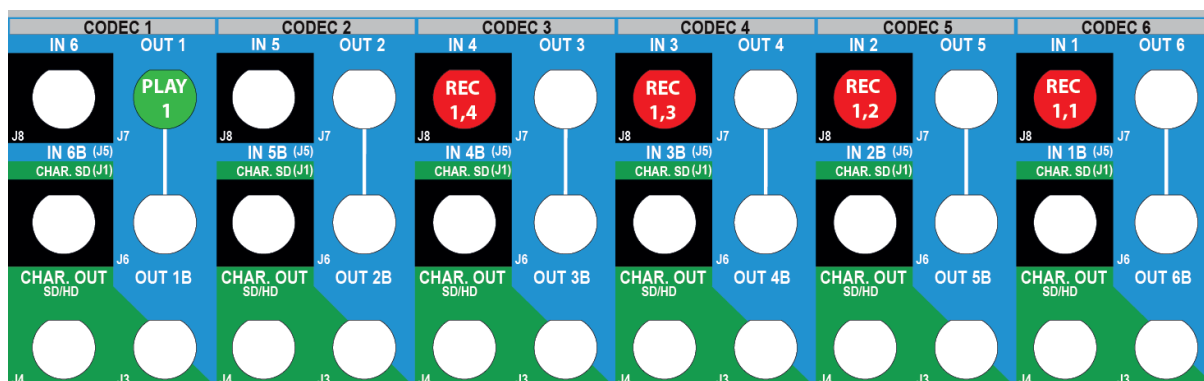 CODEC 1 CODEC 2 CODEC 3 CODEC 4 CODEC 5 CODEC 6
IN 6 OUT 1 IN 5 OUT 2 IN 4 OUT 3 IN 3 OUT 4 IN 2 OUT 5 IN 1 OUT 6
PLAY REC REC REC REC
1 1,4 1,3 1,2 1,1
J8 J7 J8 J7 J8 J7 J8 J7 J8 J7 J8 J7
IN 6B (J5) IN 5B (J5) IN 4B (J5) IN 3B (J5) IN 2B (J5) IN 1B (J5)
CHAR. SD (J1) CHAR. SD (J1) CHAR. SD (J1) CHAR. SD (J1) CHAR. SD (J1) CHAR. SD (J1)
J6 J6 J6 J6 J6 J6
CHAR. OUT OUT 1B CHAR. OUT OUT 2B CHAR. OUT OUT 3B CHAR. OUT OUT 4B CHAR. OUT OUT 5B CHAR. OUT OUT 6B
SD/HD SD/HD SD/HD SD/HD SD/HD SD/HD
J4 J3 J4 J3 J4 J3 J4 J3 J4 J3 J4 J3